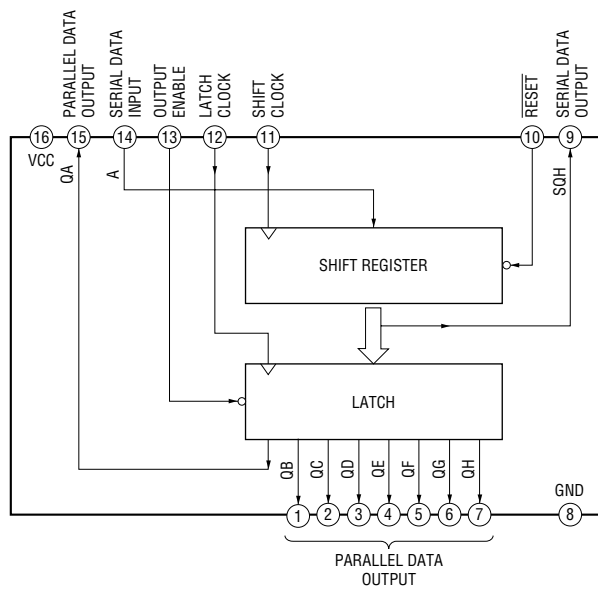 PARALLEL DATA
OUTPUT
SERIAL DATA
INPUT
OUTPUT
ENABLE
LATCH
CLOCK
SHIFT
CLOCK
RESET
SERIAL DATA
OUTPUT
16
15
14
13
12
11
10
9
VCC
QA
A
SQH
SHIFT REGISTER
LATCH
QB
QC
QD
QE
QF
QG
QH
GND
1
2
3
4
5
6
7
8
PARALLEL DATA
OUTPUT